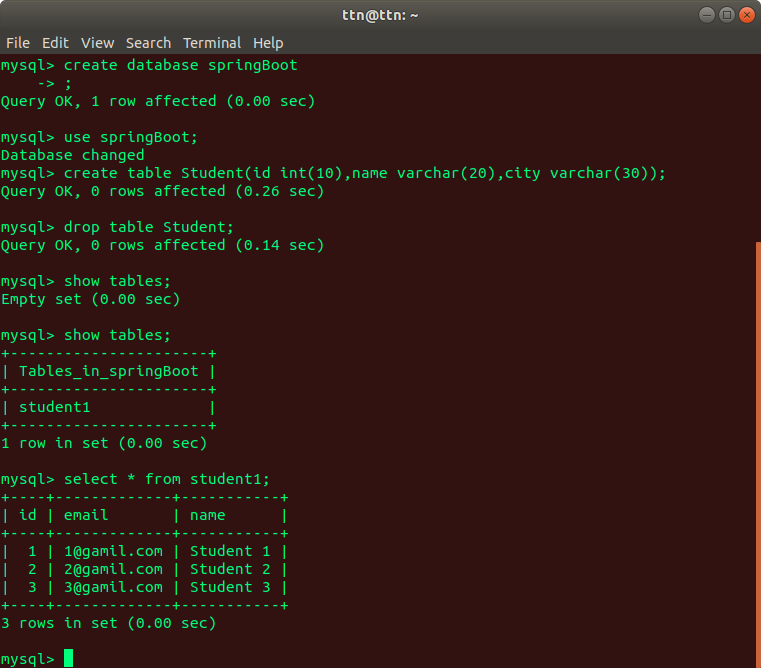 ttn@ttn: ~
File Edit View Search Terminal Help
mysql> create database springBoot
    -> ;
Query OK, 1 row affected (0.00 sec)

mysql> use springBoot;
Database changed
mysql> create table Student(id int(10),name varchar(20),city varchar(30));
Query OK, 0 rows affected (0.26 sec)

mysql> drop table Student;
Query OK, 0 rows affected (0.14 sec)

mysql> show tables;
Empty set (0.00 sec)

mysql> show tables;
+----------------------+
| Tables_in_springBoot |
+----------------------+
| student1             |
+----------------------+
1 row in set (0.00 sec)

mysql> select * from student1;
+----+-------------+-----------+
| id | email       | name      |
+----+-------------+-----------+
|  1 | 1@gamil.com | Student 1 |
|  2 | 2@gamil.com | Student 2 |
|  3 | 3@gamil.com | Student 3 |
+----+-------------+-----------+
3 rows in set (0.00 sec)

mysql>